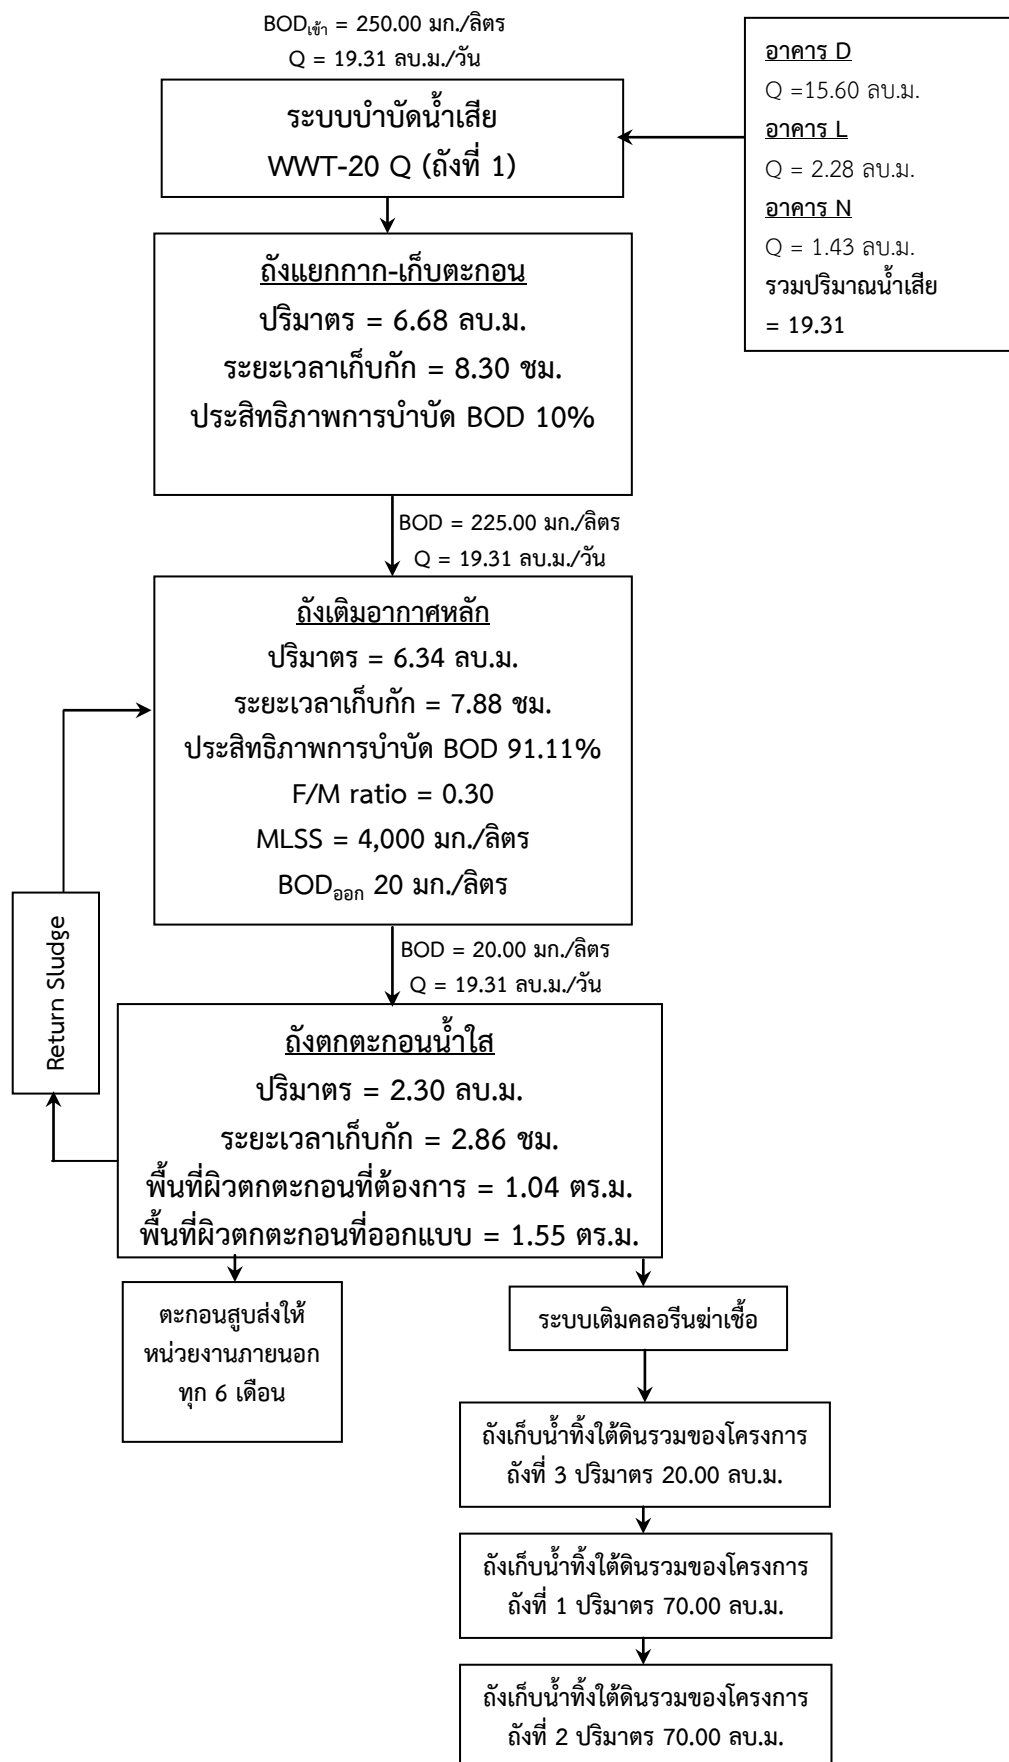 BODเข้า = 250.00 มก./ลิตร
Q = 19.31 ลบ.ม./วัน
ระบบบำบัดน้ำเสีย
WWT-20 Q (ถังที่ 1)
อาคาร D
Q =15.60 ลบ.ม.
อาคาร L
Q = 2.28 ลบ.ม.
อาคาร N
Q = 1.43 ลบ.ม.
รวมปริมาณน้ำเสีย
= 19.31
ถังแยกกาก-เก็บตะกอน
ปริมาตร = 6.68 ลบ.ม.
ระยะเวลาเก็บกัก = 8.30 ชม.
ประสิทธิภาพการบำบัด BOD 10%
BOD = 225.00 มก./ลิตร
Q = 19.31 ลบ.ม./วัน
ถังเติมอากาศหลัก
ปริมาตร = 6.34 ลบ.ม.
ระยะเวลาเก็บกัก = 7.88 ชม.
ประสิทธิภาพการบำบัด BOD 91.11%
F/M ratio = 0.30
MLSS = 4,000 มก./ลิตร
BODออก 20 มก./ลิตร
Return Sludge
BOD = 20.00 มก./ลิตร
Q = 19.31 ลบ.ม./วัน
ถังตกตะกอนน้ำใส
ปริมาตร = 2.30 ลบ.ม.
ระยะเวลาเก็บกัก = 2.86 ชม.
พื้นที่ผิวตกตะกอนที่ต้องการ = 1.04 ตร.ม.
พื้นที่ผิวตกตะกอนที่ออกแบบ = 1.55 ตร.ม.
ตะกอนสูบส่งให้
หน่วยงานภายนอก
ทุก 6 เดือน
ระบบเติมคลอรีนฆ่าเชื้อ
ถังเก็บน้ำทิ้งใต้ดินรวมของโครงการ
ถังที่ 3 ปริมาตร 20.00 ลบ.ม.
ถังเก็บน้ำทิ้งใต้ดินรวมของโครงการ
ถังที่ 1 ปริมาตร 70.00 ลบ.ม.
ถังเก็บน้ำทิ้งใต้ดินรวมของโครงการ
ถังที่ 2 ปริมาตร 70.00 ลบ.ม.